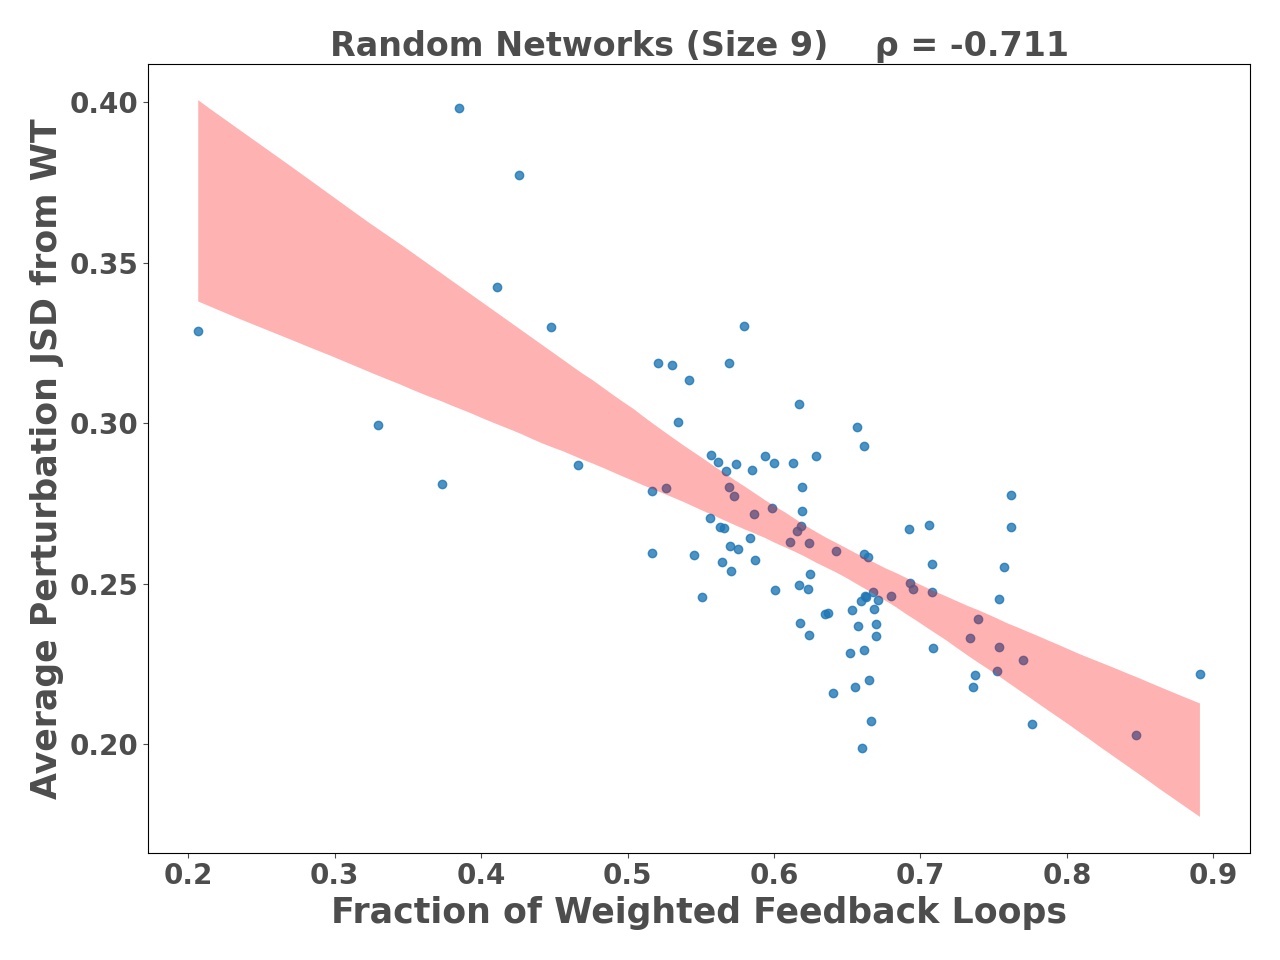 Random Networks (Size 9)    ρ = -0.711
Average Perturbation JSD from WT
0.40
0.35
0.30
0.25
0.20
0.2 0.3 0.4 0.5 0.6 0.7 0.8 0.9
Fraction of Weighted Feedback Loops